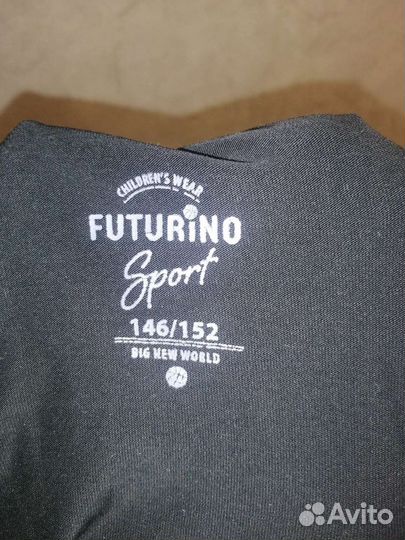 CHILDREN'S WEAR
FUTURiNO
Sport
146/152
BIG NEW WORLD
Avito